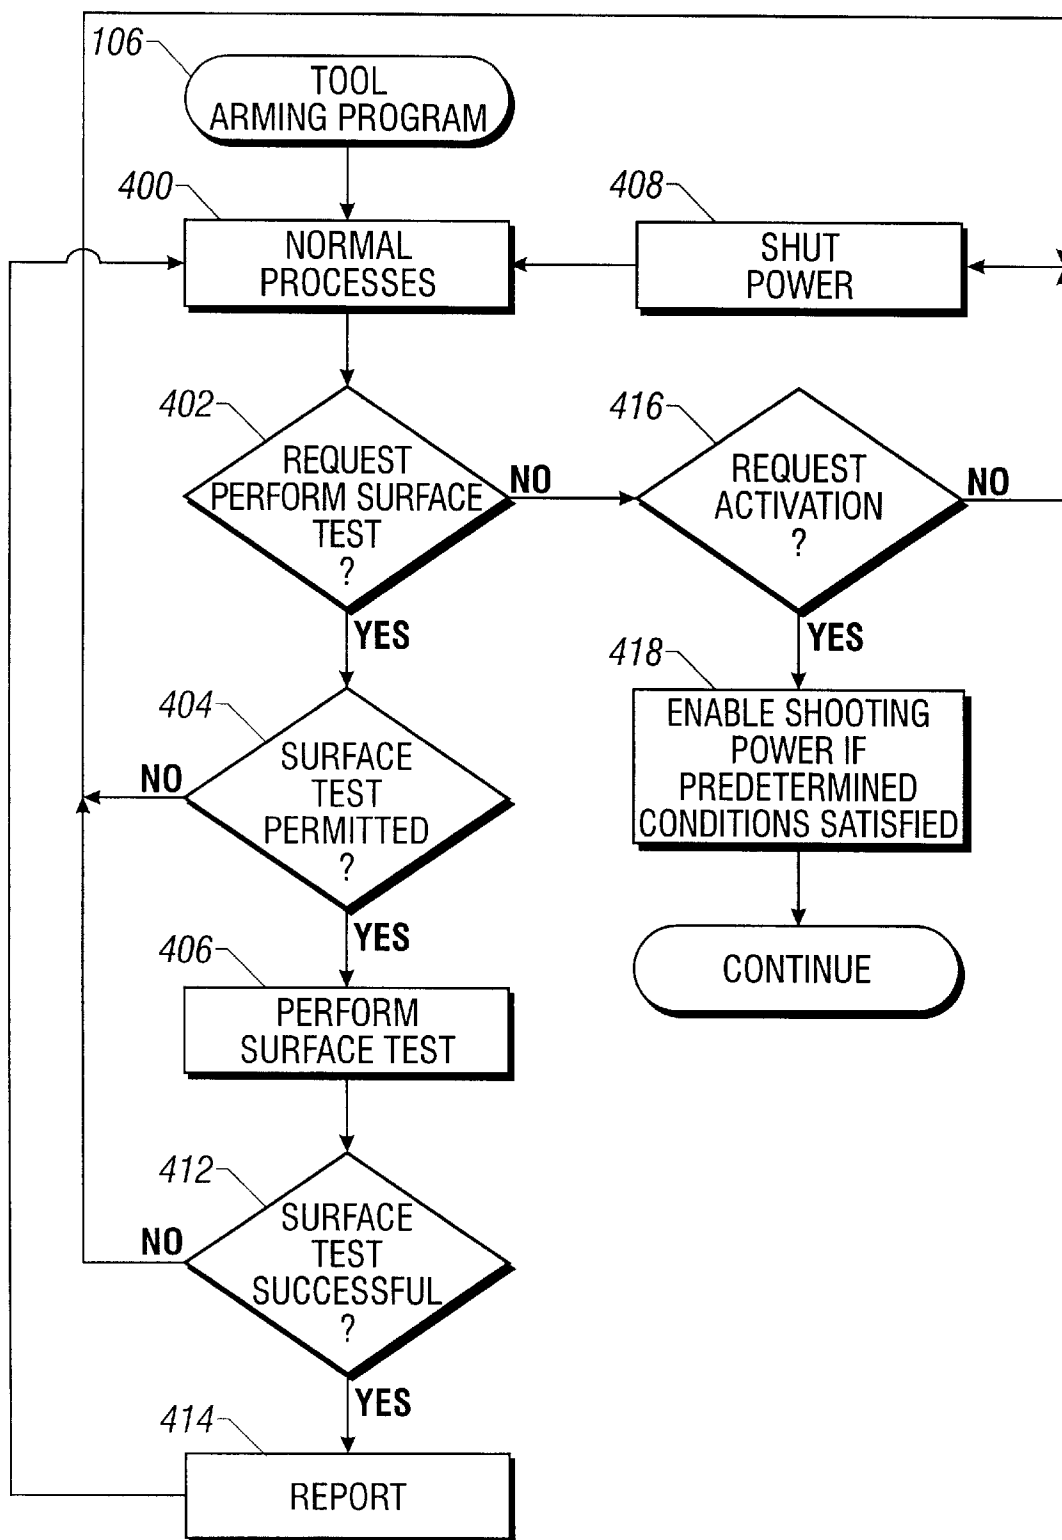 106
TOOL
ARMING PROGRAM
400
NORMAL
PROCESSES
408
SHUT
POWER
402
REQUEST
PERFORM SURFACE
TEST
?
NO
YES
416
REQUEST
ACTIVATION
?
NO
YES
418
ENABLE SHOOTING
POWER IF
PREDETERMINED
CONDITIONS SATISFIED
CONTINUE
404
SURFACE
TEST
PERMITTED
?
NO
YES
406
PERFORM
SURFACE TEST
412
SURFACE
TEST
SUCCESSFUL
?
NO
YES
414
REPORT